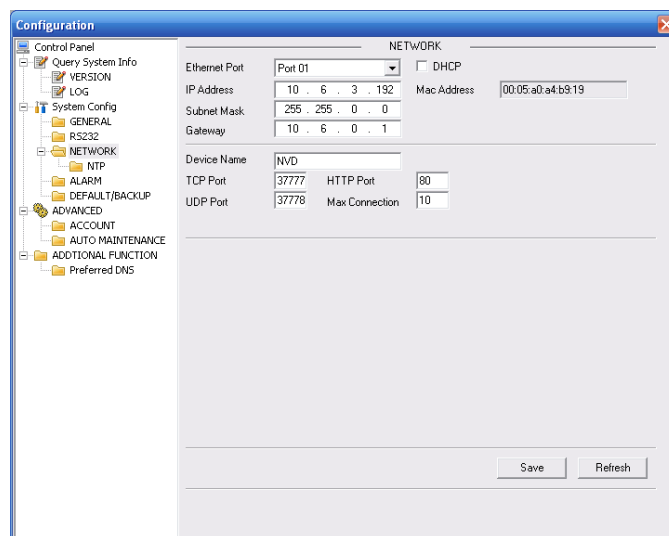 Configuration
Control Panel
Query System Info
VERSION
LOG
System Config
GENERAL
RS232
NETWORK
NTP
ALARM
DEFAULT/BACKUP
ADVANCED
ACCOUNT
AUTO MAINTENANCE
ADDTIONAL FUNCTION
Preferred DNS
NETWORK
Ethernet Port Port 01 DHCP
IP Address 10 . 6 . 3 . 192 Mac Address 00:05:a0:a4:b9:19
Subnet Mask 255 . 255 . 0 . 0
Gateway 10 . 6 . 0 . 1
Device Name NVD
TCP Port 37777 HTTP Port 80
UDP Port 37778 Max Connection 10
Save Refresh